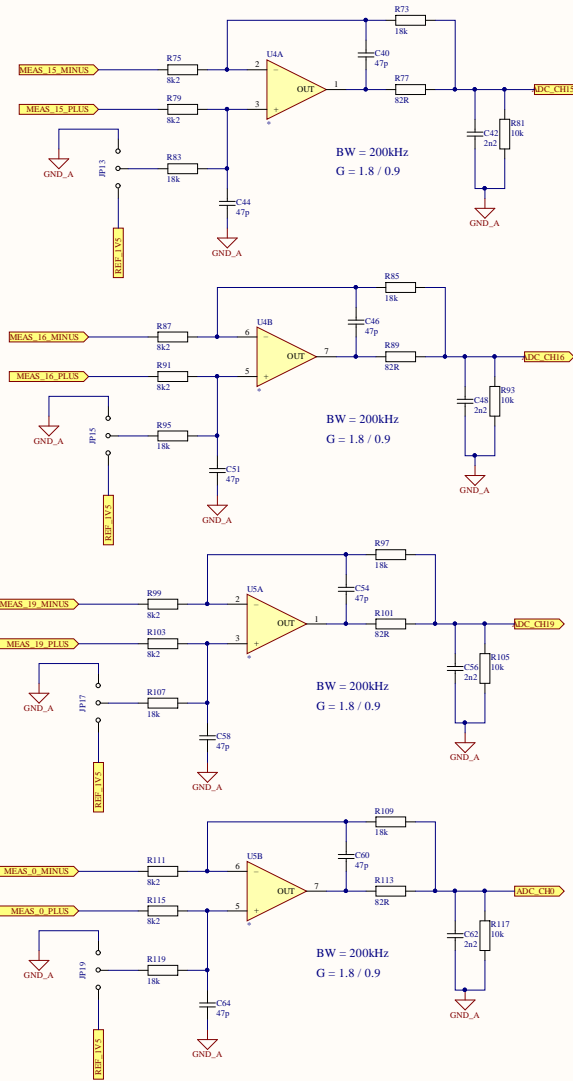 R73
18k
R75
U4A
C40
47p
MEAS_15_MINUS
8k2
2
R77
OUT
1
82R
ADC_CH15
R79
MEAS_15_PLUS
8k2
3
*
C42
2n2
R81
10k
BW = 200kHz
G = 1.8 / 0.9
GND_A
JP13
R83
18k
C44
47p
GND_A
GND_A
REF_1V5
R85
18k
R87
U4B
C46
47p
MEAS_16_MINUS
8k2
6
R89
OUT
7
82R
ADC_CH16
R91
MEAS_16_PLUS
8k2
5
*
C48
2n2
R93
10k
BW = 200kHz
G = 1.8 / 0.9
GND_A
JP15
R95
18k
C51
47p
GND_A
GND_A
REF_1V5
R97
18k
R99
U5A
C54
47p
MEAS_19_MINUS
8k2
2
R101
OUT
1
82R
ADC_CH19
R103
MEAS_19_PLUS
8k2
3
*
C56
2n2
R105
10k
BW = 200kHz
G = 1.8 / 0.9
GND_A
JP17
R107
18k
C58
47p
GND_A
GND_A
REF_1V5
R109
18k
R111
U5B
C60
47p
MEAS_0_MINUS
8k2
6
R113
OUT
7
82R
ADC_CH0
R115
MEAS_0_PLUS
8k2
5
*
C62
2n2
R117
10k
BW = 200kHz
G = 1.8 / 0.9
GND_A
JP19
R119
18k
C64
47p
GND_A
GND_A
REF_1V5